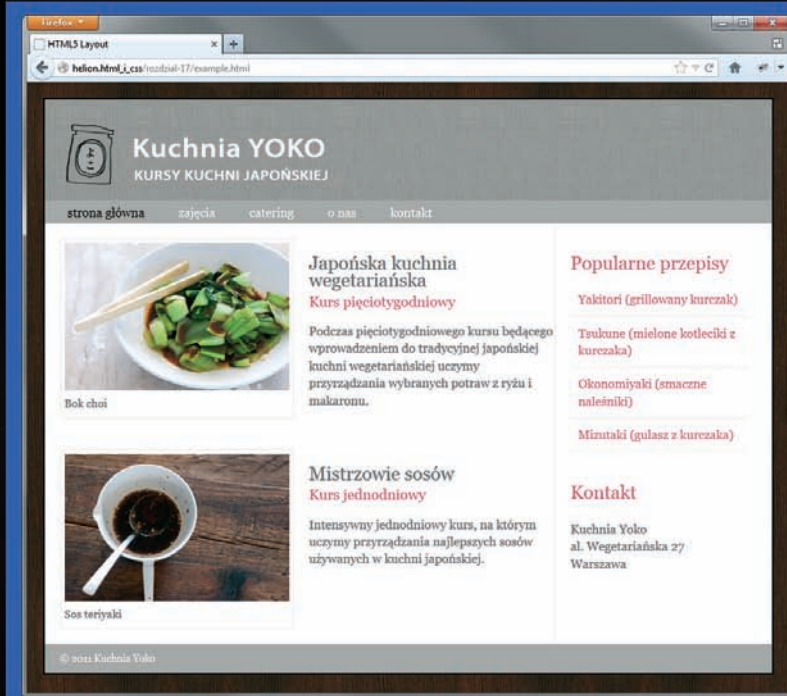 Firefox
HTML5 Layout
helion.html_i_css/rozdzial-17/example.html
よこ
Kuchnia YOKO
KURSY KUCHNI JAPOŃSKIEJ
strona główna zajęcia catering o nas kontakt
Japońska kuchnia
wegetariańska
Kurs pięciotygodniowy
Podczas pięciotygodniowego kursu będącego
wprowadzeniem do tradycyjnej japońskiej
kuchni wegetariańskiej uczymy
przyrządzania wybranych potraw z ryżu i
makaronu.
Bok choi
Mistrzowie sosów
Kurs jednodniowy
Intensywny jednodniowy kurs, na którym
uczymy przyrządzania najlepszych sosów
używanych w kuchni japońskiej.
Sos teriyaki
Popularne przepisy
Yakitori (grillowany kurczak)
Tsukune (mielone kotleciki z
kurczaka)
Okonomiyaki (smaczne
naleśniki)
Mizutaki (gulasz z kurczaka)
Kontakt
Kuchnia Yoko
al. Wegetariańska 27
Warszawa
© 2011 Kuchnia Yoko